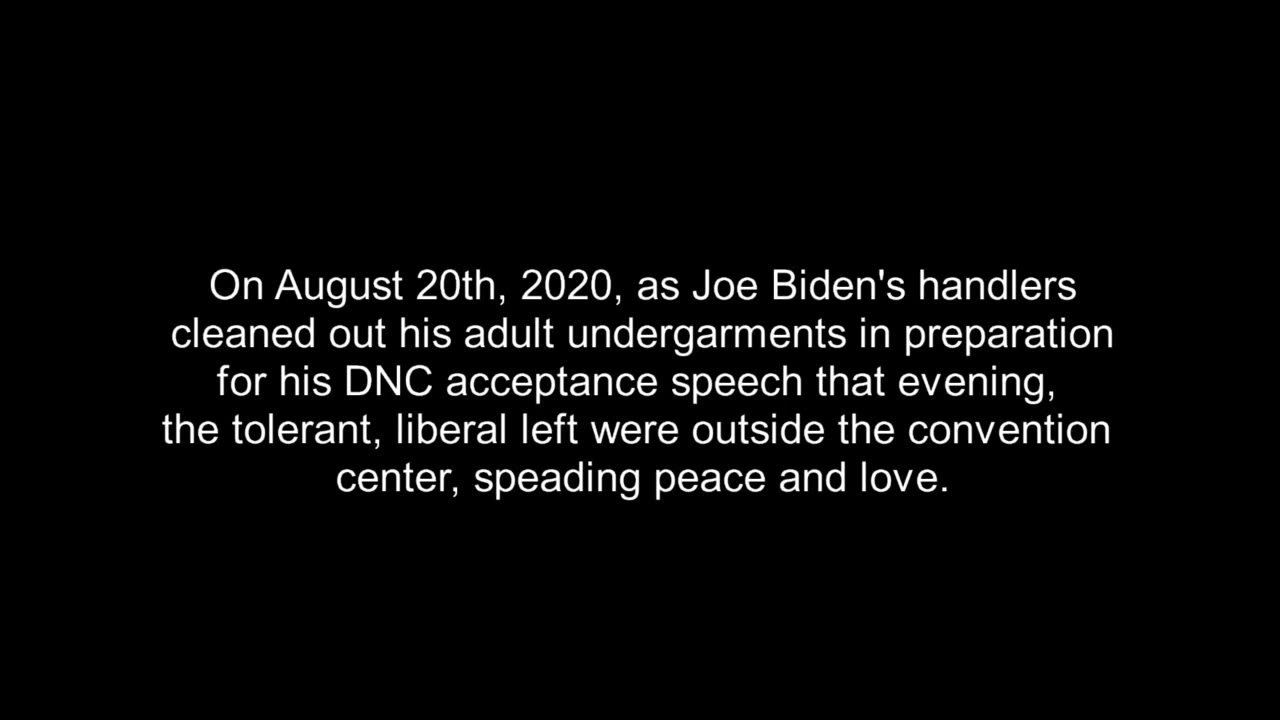 On August 20th, 2020, as Joe Biden's handlers
cleaned out his adult undergarments in preparation
for his DNC acceptance speech that evening,
the tolerant, liberal left were outside the convention
center, speading peace and love.